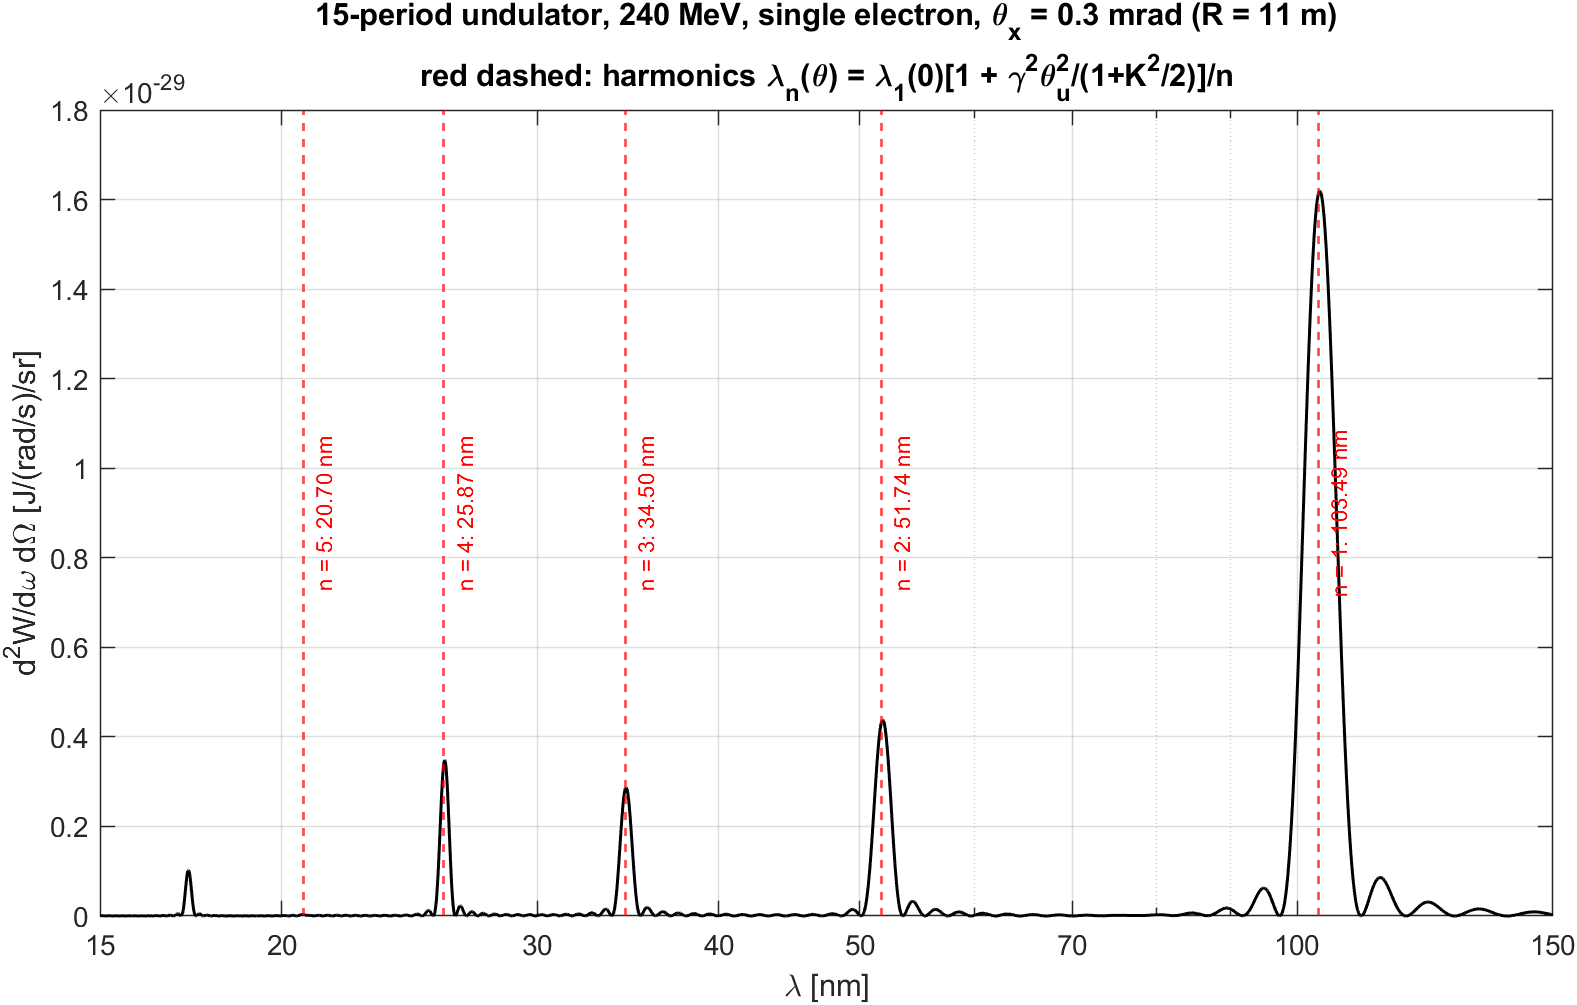 15-period undulator, 240 MeV, single electron, θₓ = 0.3 mrad (R = 11 m)
red dashed: harmonics λₙ(θ) = λ₁(0)[1 + γ²θᵤ²/(1+K²/2)]/n
×10⁻²⁹
1.8
1.6
1.4
1.2
1
0.8
0.6
0.4
0.2
0
d²W/dω dΩ [J/(rad/s)/sr]
n = 5: 20.70 nm
n = 4: 25.87 nm
n = 3: 34.50 nm
n = 2: 51.74 nm
n = 1: 103.49 nm
15
20
30
40
50
70
100
150
λ [nm]